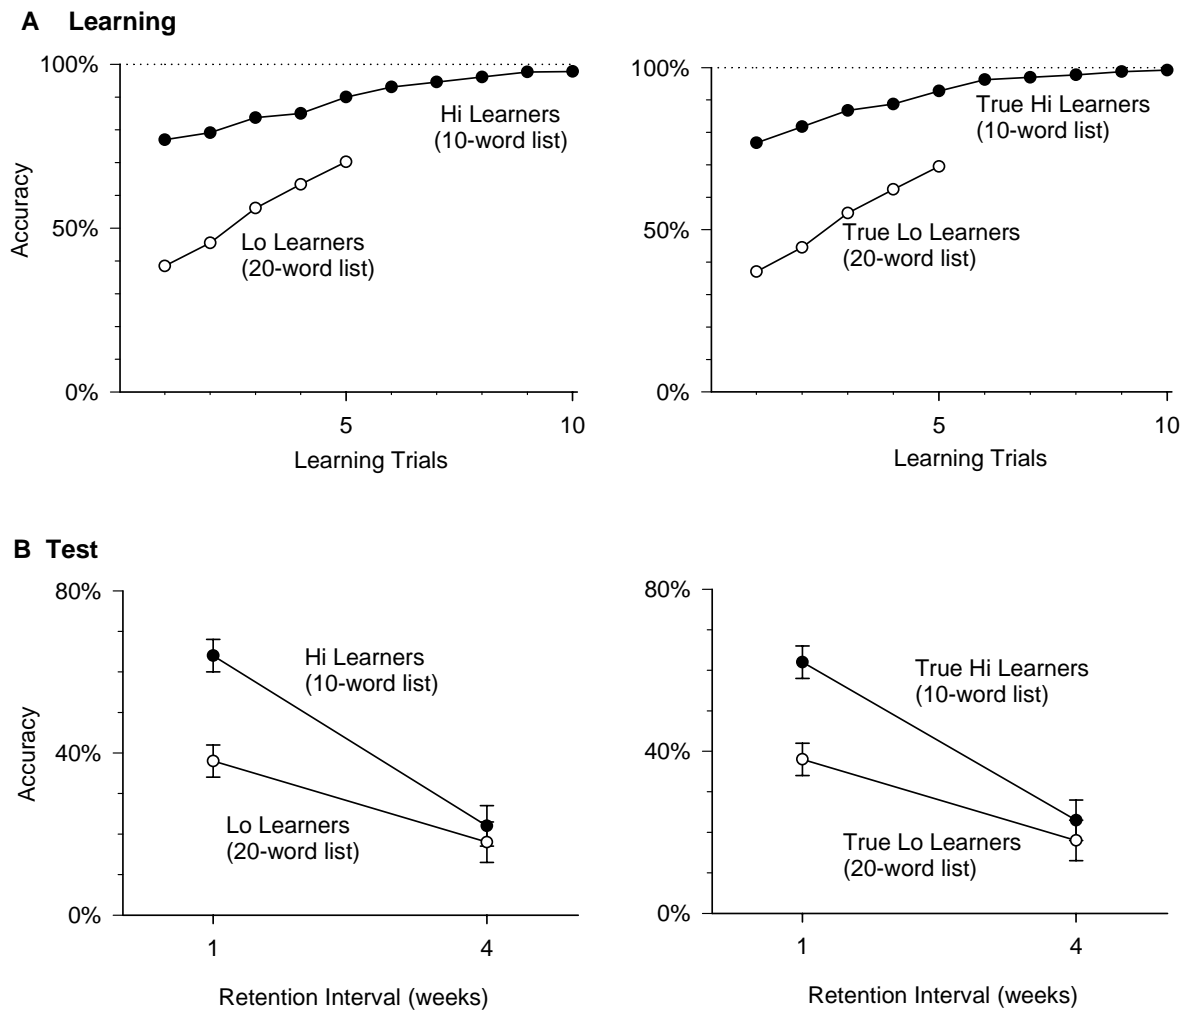 A Learning
100%
50%
0%
Accuracy
Hi Learners
(10-word list)
Lo Learners
(20-word list)
5
10
Learning Trials
100%
50%
0%
True Hi Learners
(10-word list)
True Lo Learners
(20-word list)
5
10
Learning Trials
B Test
80%
40%
0%
Accuracy
Hi Learners
(10-word list)
Lo Learners
(20-word list)
1
4
Retention Interval (weeks)
80%
40%
0%
True Hi Learners
(10-word list)
True Lo Learners
(20-word list)
1
4
Retention Interval (weeks)